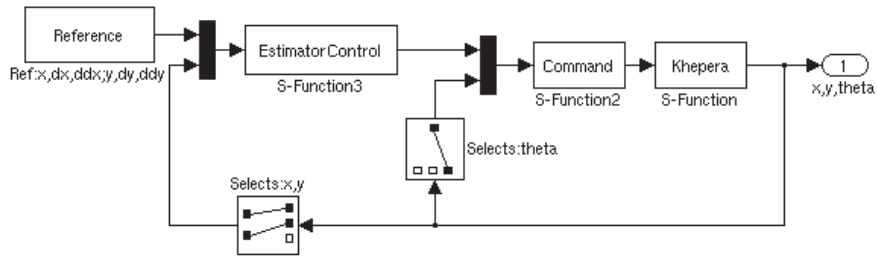 Reference
Ref:x,dx,ddx;y,dy,ddy
EstimatorControl
S-Function3
Command
S-Function2
Khepera
S-Function
1
x,y,theta
Selects:theta
Selects:x,y